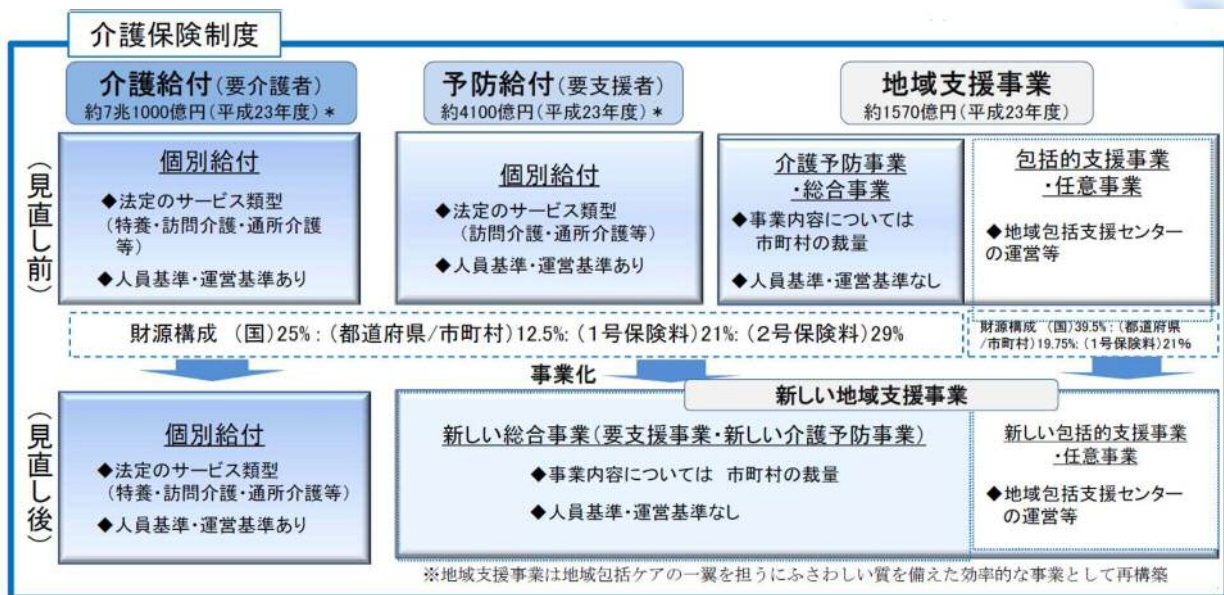 介護保険制度
介護給付(要介護者)
約7兆1000億円(平成23年度)*
予防給付(要支援者)
約4100億円(平成23年度)*
地域支援事業
約1570億円(平成23年度)
(見直し前)
個別給付
◆法定のサービス類型
(特養・訪問介護・通所介護
等)
◆人員基準・運営基準あり
個別給付
◆法定のサービス類型
(訪問介護・通所介護等)
◆人員基準・運営基準あり
介護予防事業
・総合事業
◆事業内容については
市町村の裁量
◆人員基準・運営基準なし
包括的支援事業
・任意事業
◆地域包括支援センター
の運営等
財源構成 (国)25%:(都道府県/市町村)12.5%:(1号保険料)21%:(2号保険料)29%
財源構成 (国)39.5%:(都道府県
/市町村)19.75%:(1号保険料)21%
事業化
新しい地域支援事業
(見直し後)
個別給付
◆法定のサービス類型
(特養・訪問介護・通所介護等)
◆人員基準・運営基準あり
新しい総合事業(要支援事業・新しい介護予防事業)
◆事業内容については 市町村の裁量
◆人員基準・運営基準なし
新しい包括的支援事業
・任意事業
◆地域包括支援センター
の運営等
※地域支援事業は地域包括ケアの一翼を担うにふさわしい質を備えた効率的な事業として再構築